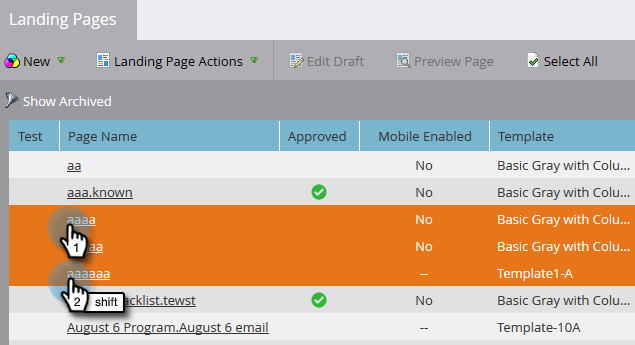 Landing Pages
New Landing Page Actions Edit Draft Preview Page Select All
Show Archived
Test Page Name Approved Mobile Enabled Template
aa No Basic Gray with Colu...
aaa.known No Basic Gray with Colu...
aaaa No Basic Gray with Colu...
1 aa No Basic Gray with Colu...
aaaaaa -- Template1-A
2 shift acklist.tewst No Basic Gray with Colu...
August 6 Program.August 6 email -- Template-10A